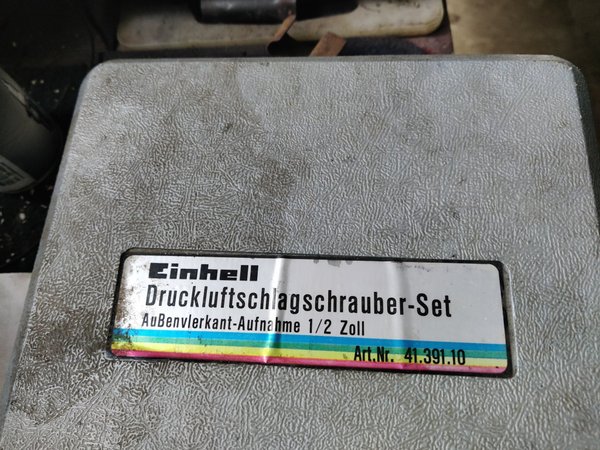 Einhell
Druckluftschlagschrauber-Set
Außenvierkant-Aufnahme 1/2 Zoll
Art.Nr. 41.391.10